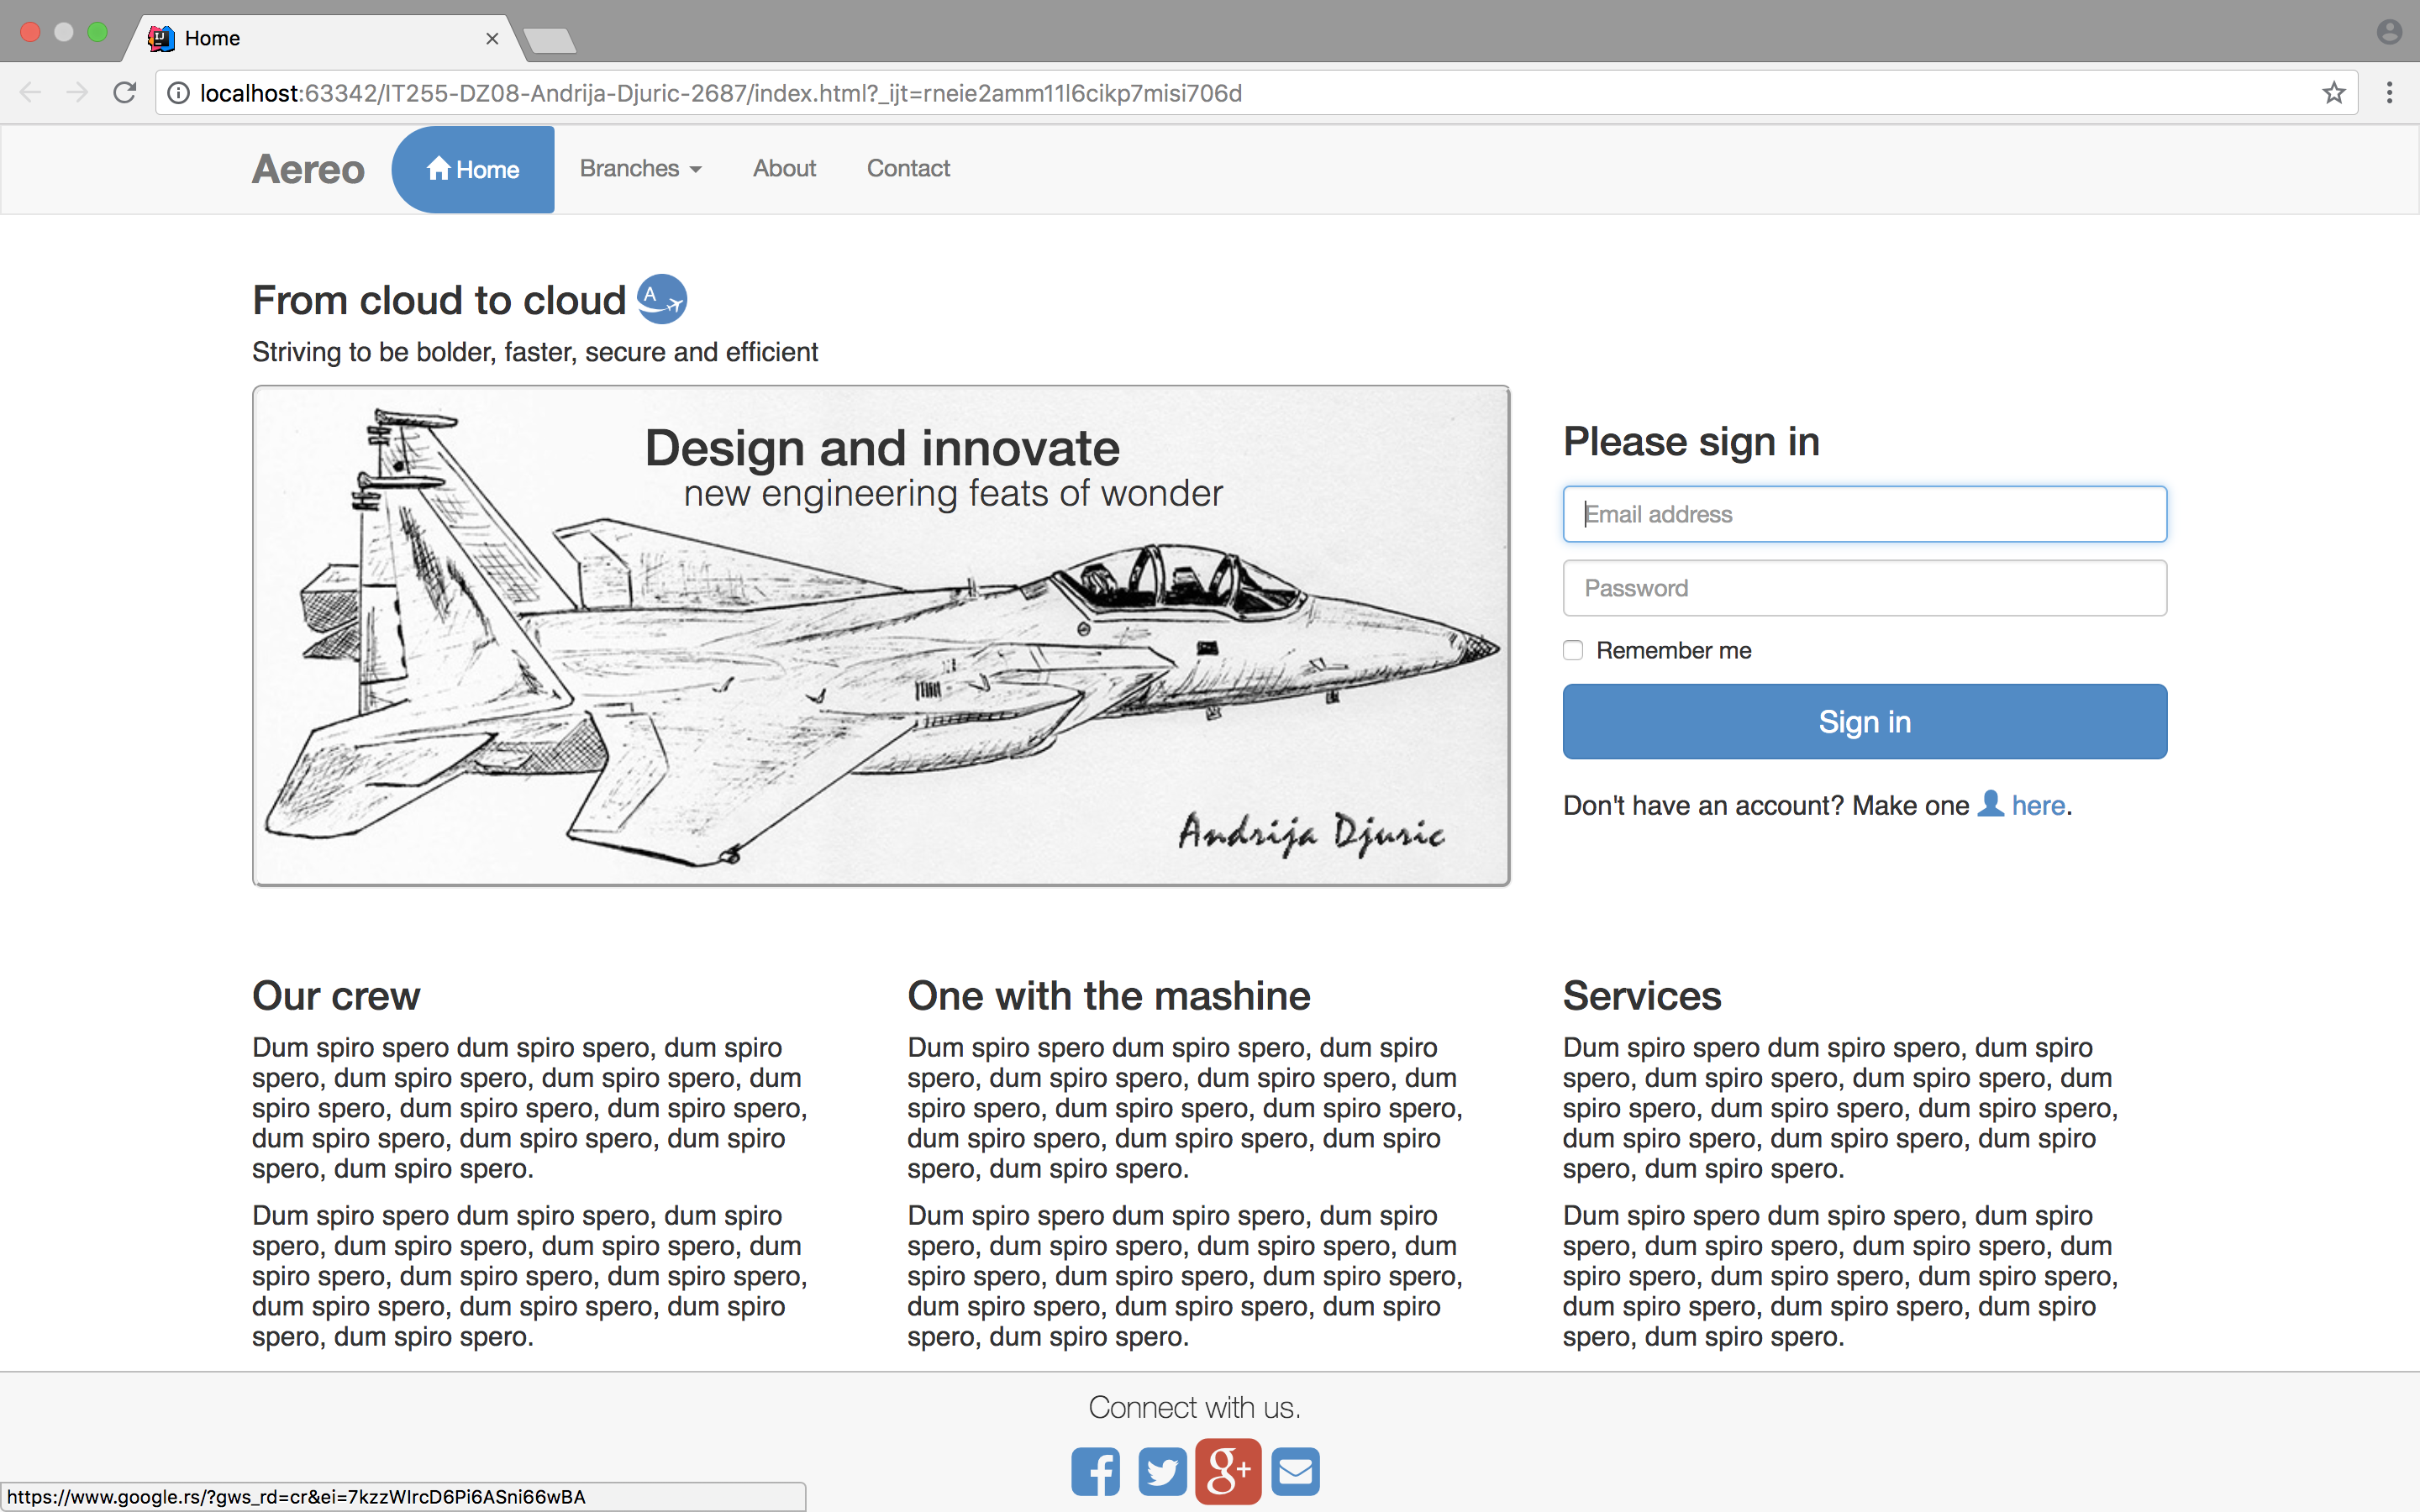 Home
localhost:63342/IT255-DZ08-Andrija-Djuric-2687/index.html?_ijt=rneie2amm11l6cikp7misi706d
Aereo Home Branches About Contact
From cloud to cloud A
Striving to be bolder, faster, secure and efficient
Design and innovate
new engineering feats of wonder
Andrija Djuric
Please sign in
Email address
Password
Remember me
Sign in
Don't have an account? Make one here.
Our crew
Dum spiro spero dum spiro spero, dum spiro
spero, dum spiro spero, dum spiro spero, dum
spiro spero, dum spiro spero, dum spiro spero,
dum spiro spero, dum spiro spero, dum spiro
spero, dum spiro spero.
Dum spiro spero dum spiro spero, dum spiro
spero, dum spiro spero, dum spiro spero, dum
spiro spero, dum spiro spero, dum spiro spero,
dum spiro spero, dum spiro spero, dum spiro
spero, dum spiro spero.
One with the mashine
Dum spiro spero dum spiro spero, dum spiro
spero, dum spiro spero, dum spiro spero, dum
spiro spero, dum spiro spero, dum spiro spero,
dum spiro spero, dum spiro spero, dum spiro
spero, dum spiro spero.
Dum spiro spero dum spiro spero, dum spiro
spero, dum spiro spero, dum spiro spero, dum
spiro spero, dum spiro spero, dum spiro spero,
dum spiro spero, dum spiro spero, dum spiro
spero, dum spiro spero.
Services
Dum spiro spero dum spiro spero, dum spiro
spero, dum spiro spero, dum spiro spero, dum
spiro spero, dum spiro spero, dum spiro spero,
dum spiro spero, dum spiro spero, dum spiro
spero, dum spiro spero.
Dum spiro spero dum spiro spero, dum spiro
spero, dum spiro spero, dum spiro spero, dum
spiro spero, dum spiro spero, dum spiro spero,
dum spiro spero, dum spiro spero, dum spiro
spero, dum spiro spero.
Connect with us.
f g+
https://www.google.rs/?gws_rd=cr&ei=7kzzWIrcD6Pi6ASni66wBA